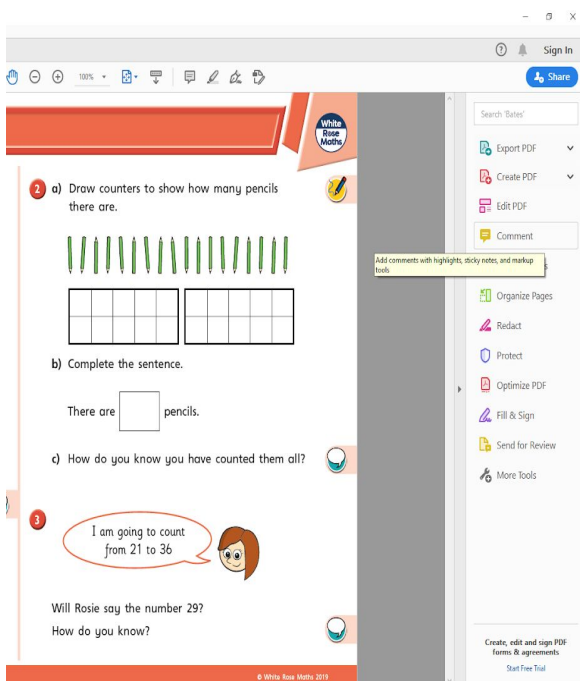 Sign In
100%
Share
White
Rose
Maths
Search 'Bates'
2 a) Draw counters to show how many pencils
there are.
Export PDF
Create PDF
Edit PDF
Comment
Add comments with highlights, sticky notes, and markup
tools
Organize Pages
Redact
Protect
Optimize PDF
Fill & Sign
Send for Review
More Tools
b) Complete the sentence.
There are pencils.
c) How do you know you have counted them all?
3
I am going to count
from 21 to 36
Will Rosie say the number 29?
How do you know?
© White Rose Maths 2019
Create, edit and sign PDF
forms & agreements
Start Free Trial